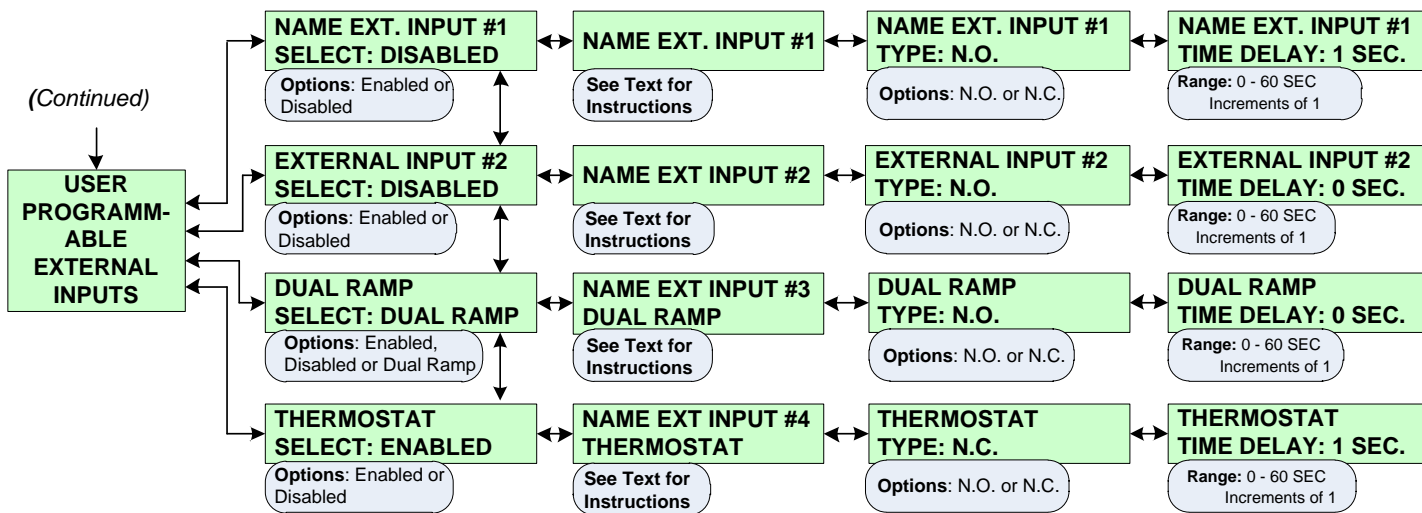 (Continued)
USER
PROGRAMM-
ABLE
EXTERNAL
INPUTS
NAME EXT. INPUT #1
SELECT: DISABLED
Options: Enabled or
Disabled
NAME EXT. INPUT #1
See Text for
Instructions
NAME EXT. INPUT #1
TYPE: N.O.
Options: N.O. or N.C.
NAME EXT. INPUT #1
TIME DELAY: 1 SEC.
Range: 0 - 60 SEC
Increments of 1
EXTERNAL INPUT #2
SELECT: DISABLED
Options: Enabled or
Disabled
NAME EXT INPUT #2
See Text for
Instructions
EXTERNAL INPUT #2
TYPE: N.O.
Options: N.O. or N.C.
EXTERNAL INPUT #2
TIME DELAY: 0 SEC.
Range: 0 - 60 SEC
Increments of 1
DUAL RAMP
SELECT: DUAL RAMP
Options: Enabled,
Disabled or Dual Ramp
NAME EXT INPUT #3
DUAL RAMP
See Text for
Instructions
DUAL RAMP
TYPE: N.O.
Options: N.O. or N.C.
DUAL RAMP
TIME DELAY: 0 SEC.
Range: 0 - 60 SEC
Increments of 1
THERMOSTAT
SELECT: ENABLED
Options: Enabled or
Disabled
NAME EXT INPUT #4
THERMOSTAT
See Text for
Instructions
THERMOSTAT
TYPE: N.C.
Options: N.O. or N.C.
THERMOSTAT
TIME DELAY: 1 SEC.
Range: 0 - 60 SEC
Increments of 1